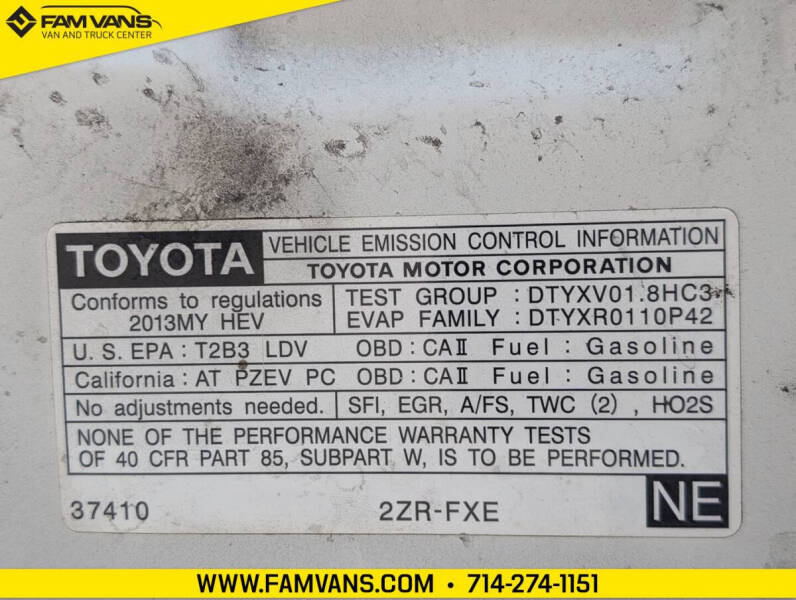 FAM VANS
VAN AND TRUCK CENTER
TOYOTA VEHICLE EMISSION CONTROL INFORMATION
TOYOTA MOTOR CORPORATION
Conforms to regulations TEST GROUP : DTYXV01.8HC3
2013MY HEV EVAP FAMILY : DTYXR0110P42
U. S. EPA : T2B3 LDV OBD : CAⅡ Fuel : Gasoline
California : AT PZEV PC OBD : CAⅡ Fuel : Gasoline
No adjustments needed. SFI, EGR, A/FS, TWC (2) , HO2S
NONE OF THE PERFORMANCE WARRANTY TESTS
OF 40 CFR PART 85, SUBPART W, IS TO BE PERFORMED.
37410 2ZR-FXE NE
WWW.FAMVANS.COM • 714-274-1151